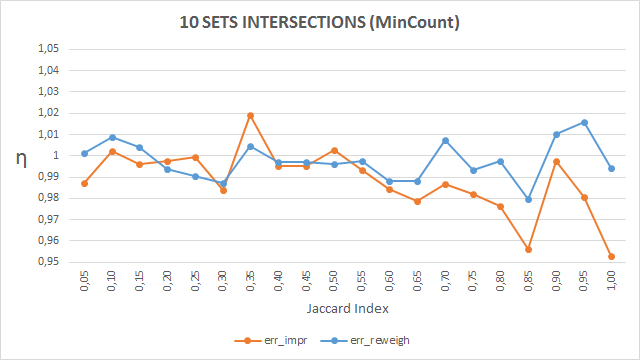 10 SETS INTERSECTIONS (MinCount)
1,05
1,04
1,03
1,02
1,01
1
0,99
0,98
0,97
0,96
0,95
η
0,05 0,10 0,15 0,20 0,25 0,30 0,35 0,40 0,45 0,50 0,55 0,60 0,65 0,70 0,75 0,80 0,85 0,90 0,95 1,00
Jaccard Index
err_impr err_reweigh